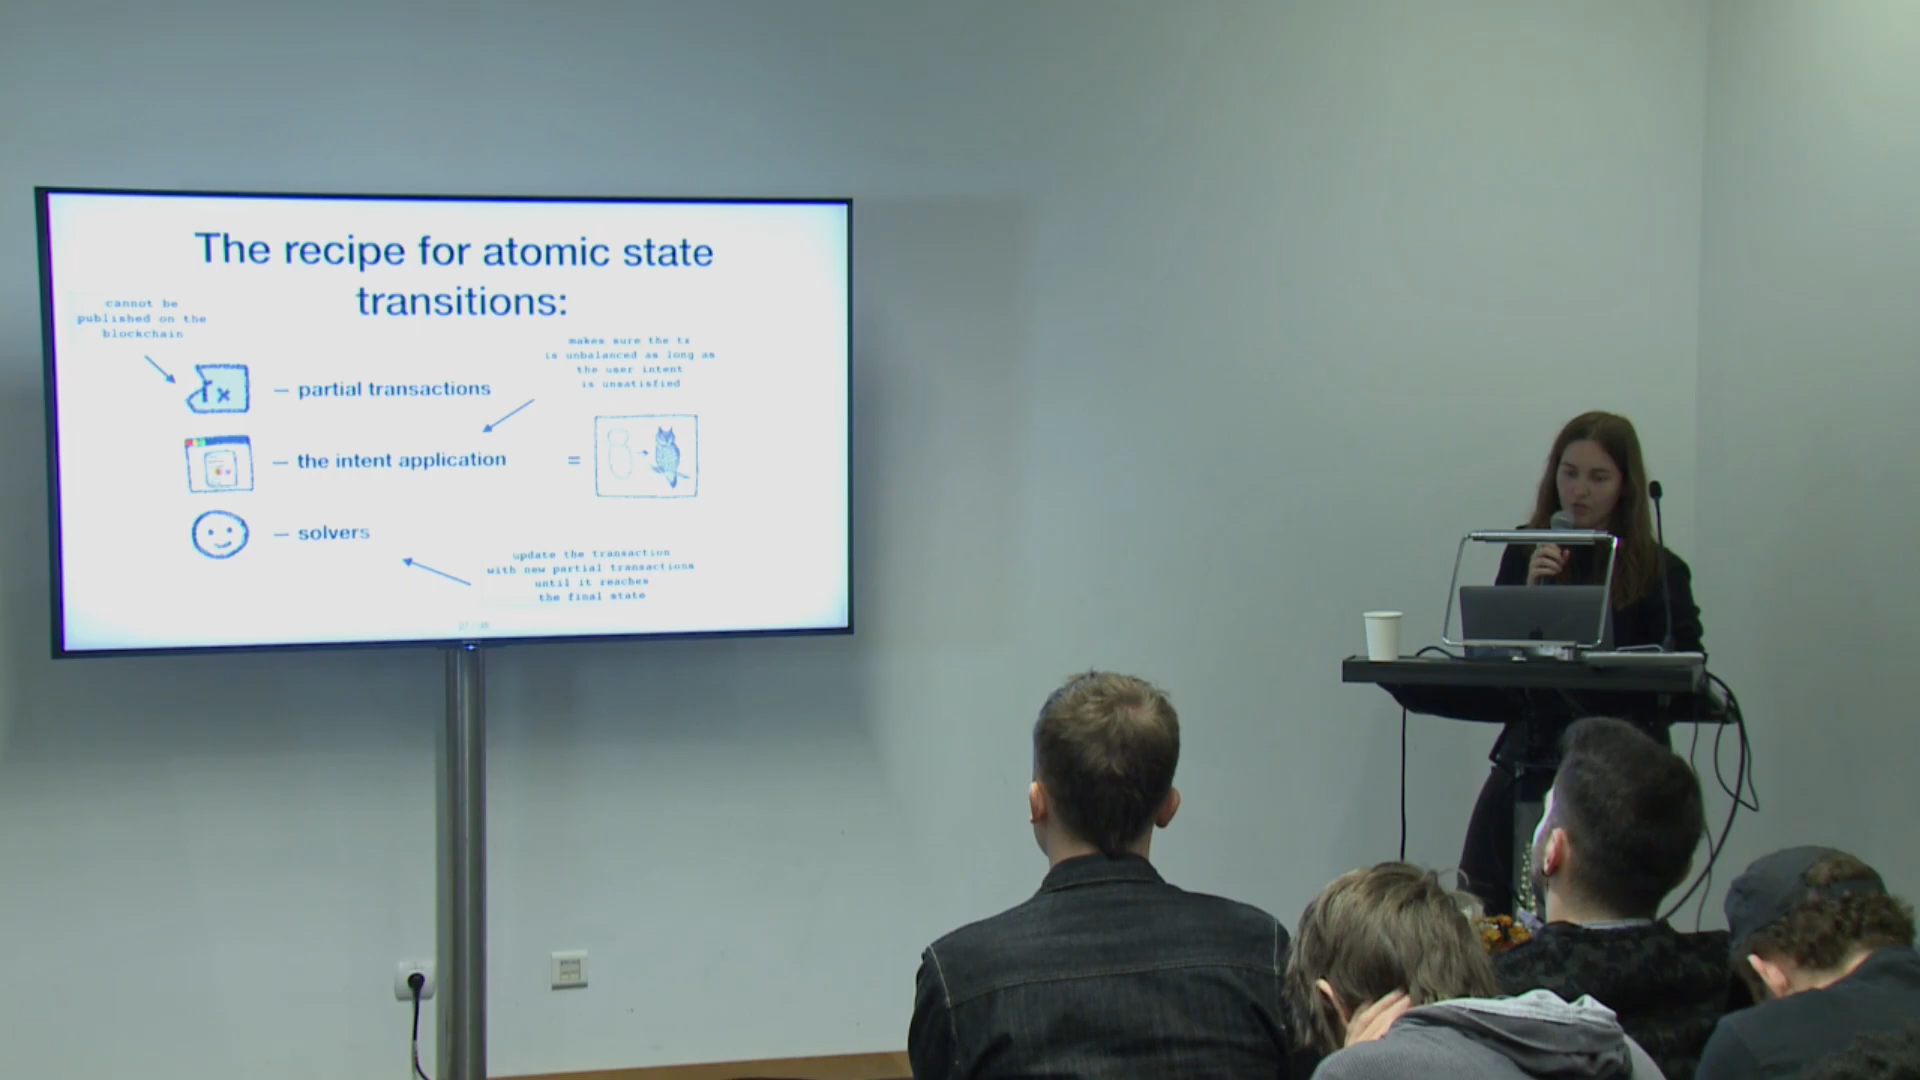 The recipe for atomic state
transitions:
cannot be
published on the
blockchain
makes sure the tx
is unbalanced as long as
the user intent
is unsatisfied
Tx
— partial transactions
— the intent application
=
— solvers
update the transaction
with new partial transactions
until it reaches
the final state